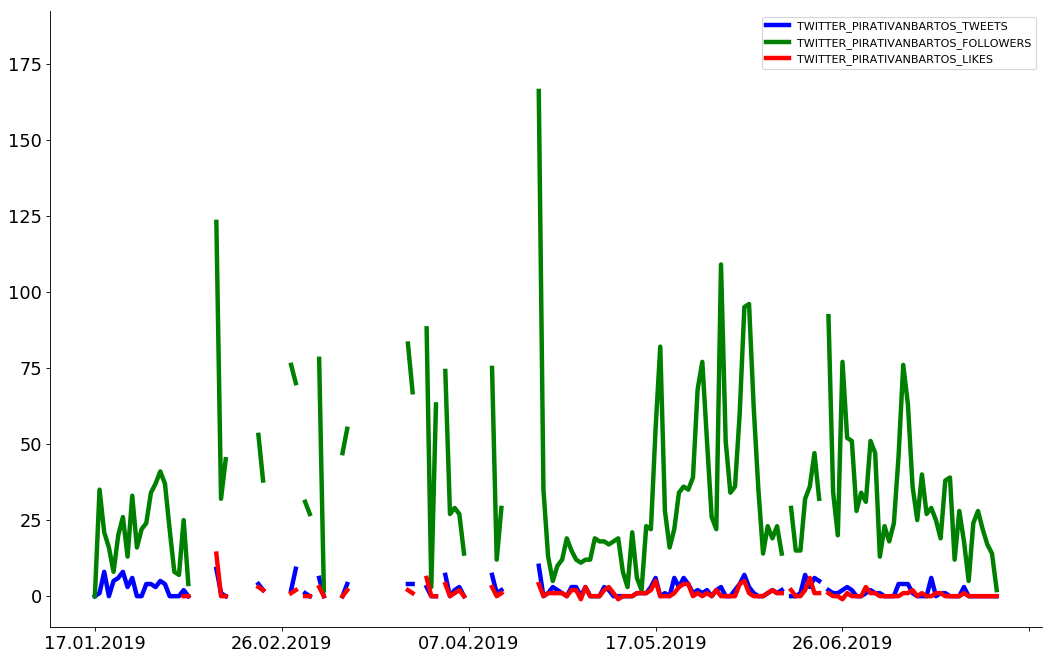 TWITTER_PIRATIVANBARTOS_TWEETS
TWITTER_PIRATIVANBARTOS_FOLLOWERS
TWITTER_PIRATIVANBARTOS_LIKES
175
150
125
100
75
50
25
0
17.01.2019 26.02.2019 07.04.2019 17.05.2019 26.06.2019